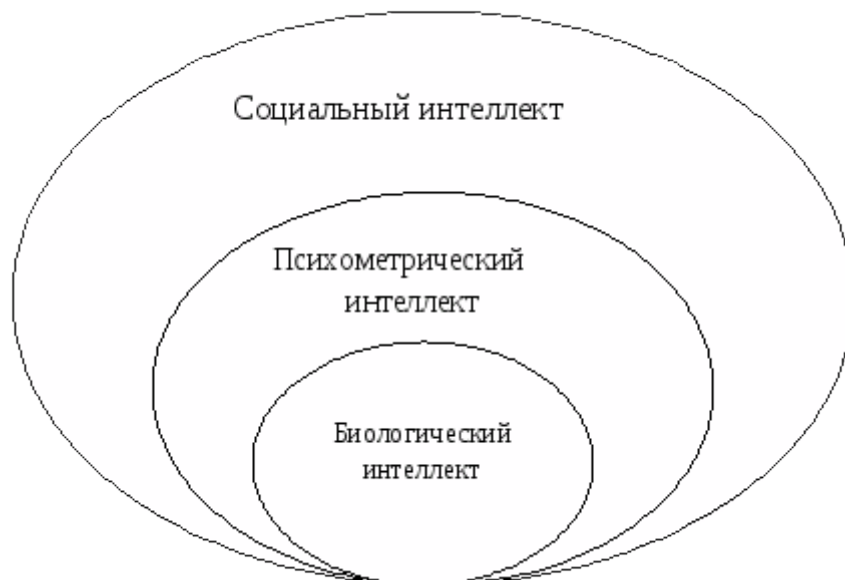 Социальный интеллект
Психометрический
интеллект
Биологический
интеллект